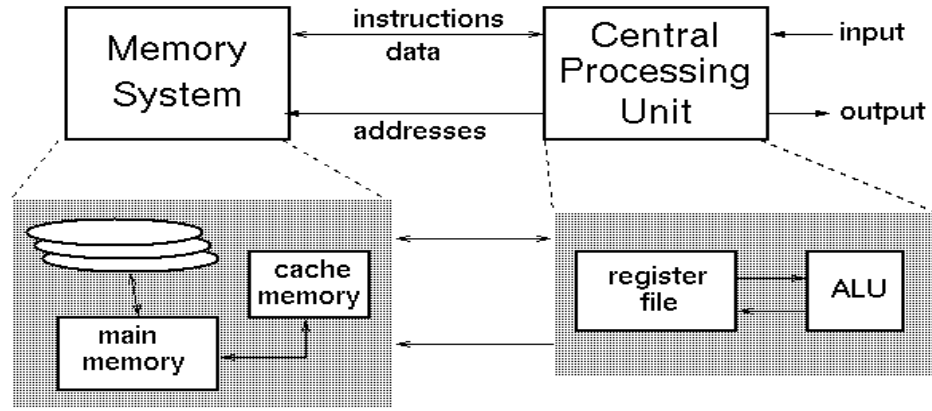 Memory
System
instructions
data
addresses
Central
Processing
Unit
input
output
cache
memory
main
memory
register
file
ALU